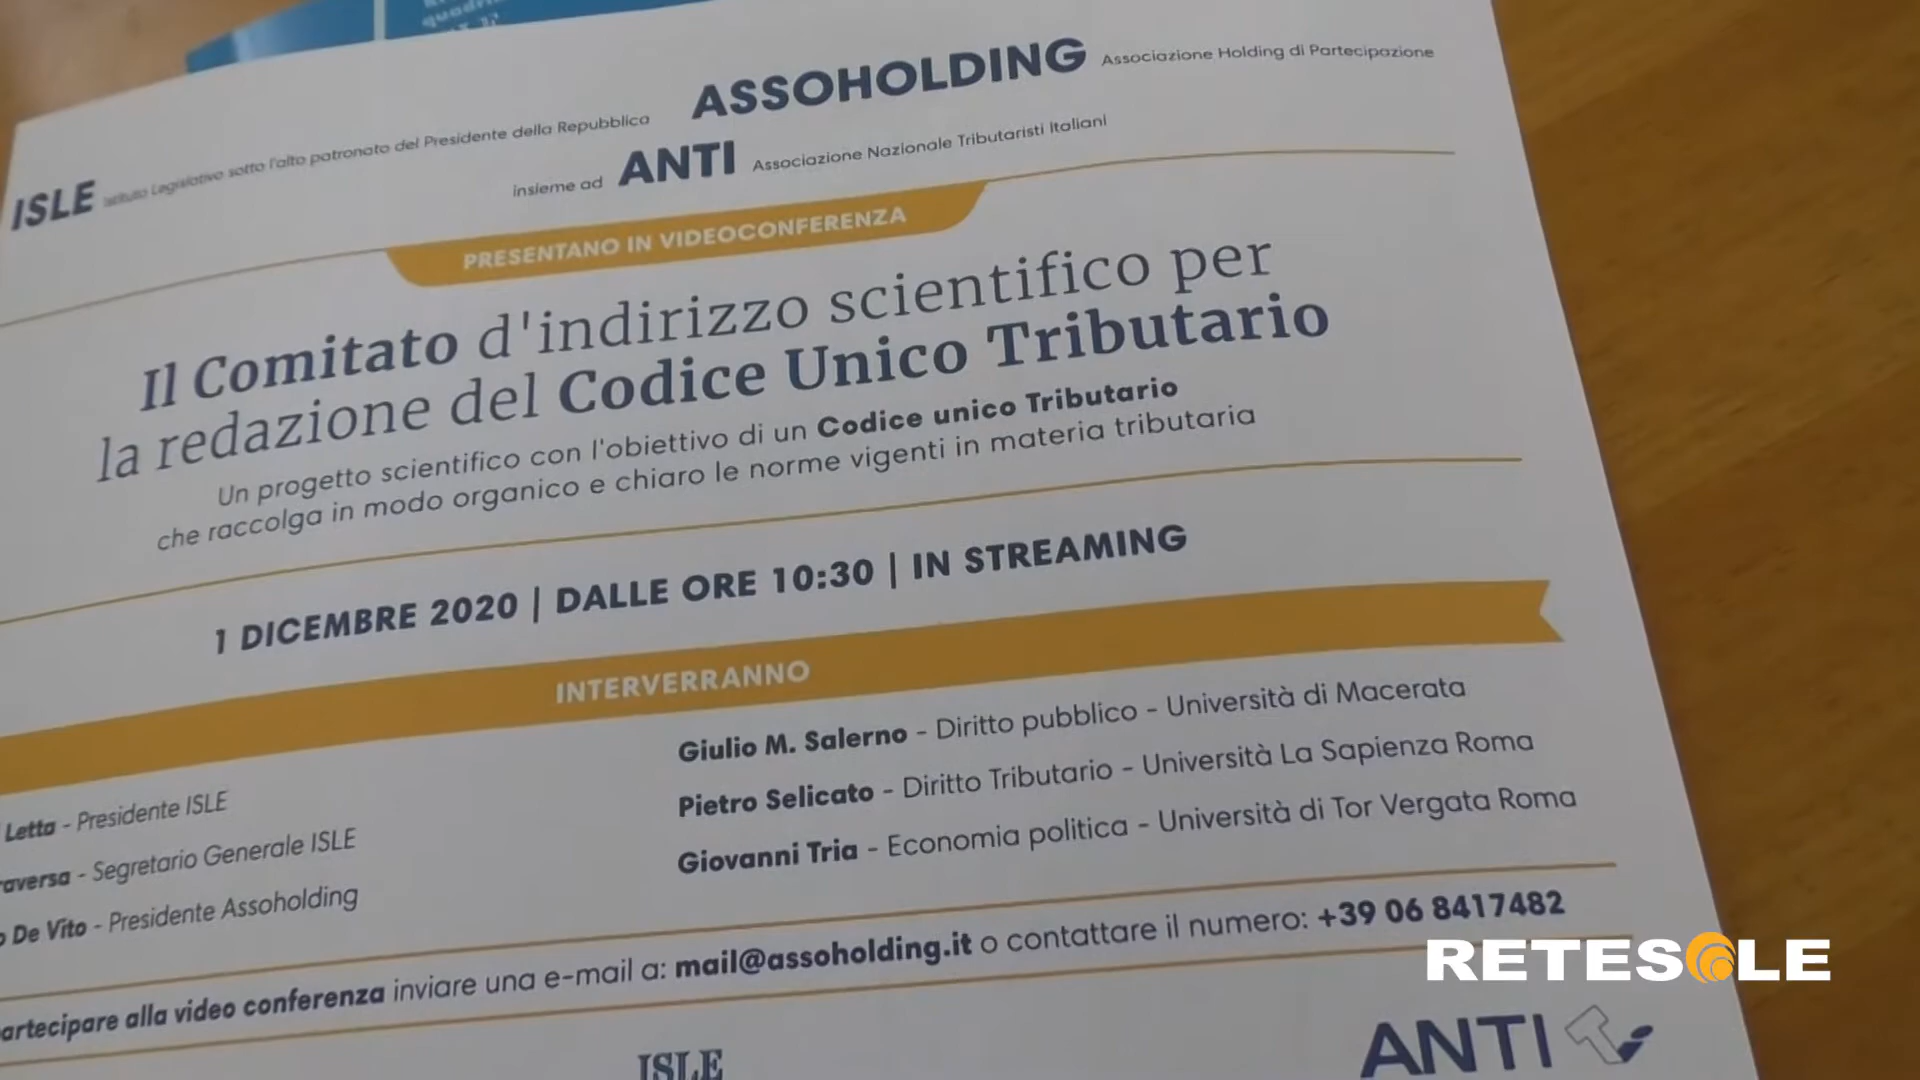 quadri
ASSOHOLDING Associazione Holding di Partecipazione
ISLE Istituto Legislativo sotto l'alto patronato del Presidente della Repubblica
insieme ad ANTI Associazione Nazionale Tributaristi Italiani
PRESENTANO IN VIDEOCONFERENZA
Il Comitato d'indirizzo scientifico per
la redazione del Codice Unico Tributario
Un progetto scientifico con l'obiettivo di un Codice unico Tributario
che raccolga in modo organico e chiaro le norme vigenti in materia tributaria
1 DICEMBRE 2020 | DALLE ORE 10:30 | IN STREAMING
INTERVERRANNO
Letta - Presidente ISLE
raversa - Segretario Generale ISLE
o De Vito - Presidente Assoholding
Giulio M. Salerno - Diritto pubblico - Università di Macerata
Pietro Selicato - Diritto Tributario - Università La Sapienza Roma
Giovanni Tria - Economia politica - Università di Tor Vergata Roma
artecipare alla video conferenza inviare una e-mail a: mail@assoholding.it o contattare il numero: +39 06 8417482
RETESOLE
ISLE
ANTI